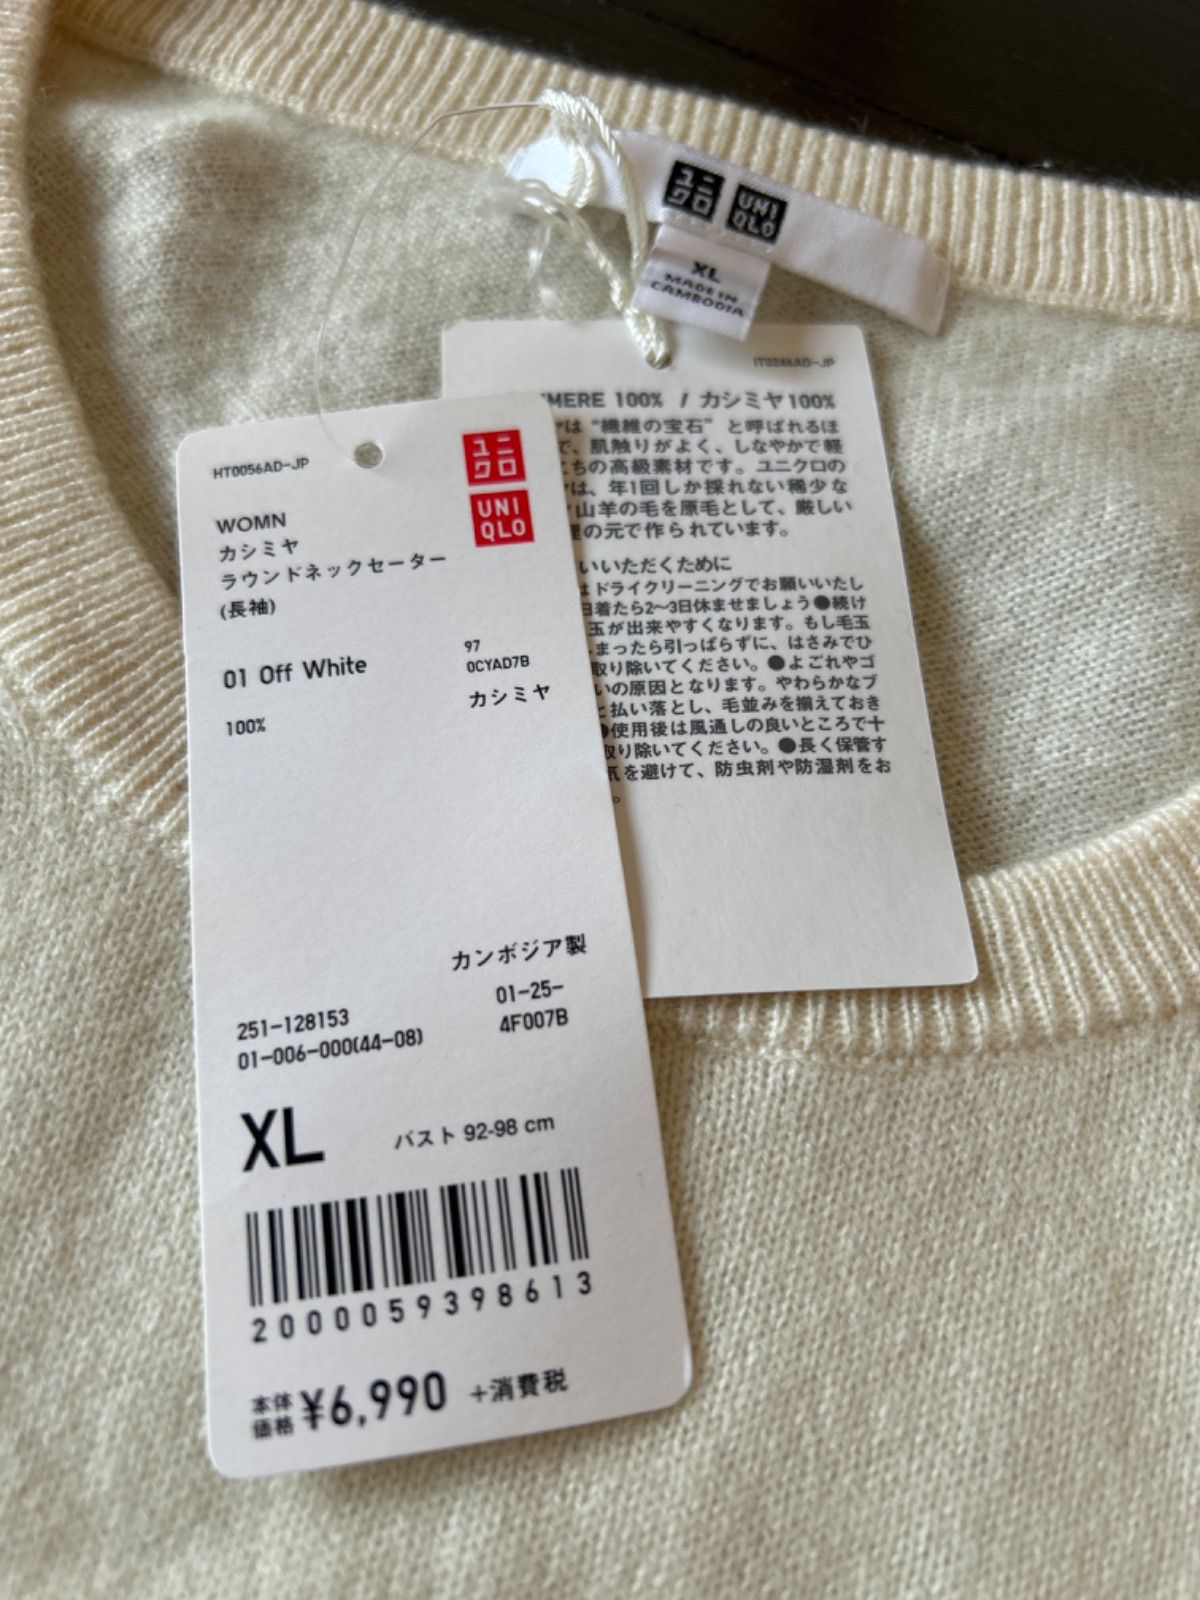 ユニ
クロ
UNI
QLO
XL
MADE IN
CAMBODIA
HT0056AD-JP
ユニ
クロ
UNI
QLO
WOMN
カシミヤ
ラウンドネックセーター
(長袖)
01 Off White
97
0CYAD7B
カシミヤ
100%
カンボジア製
251-128153
01-25-
01-006-000(44-08)
4F007B
XL
バスト 92-98 cm
2000059398613
本体
価格 ¥6,990 +消費税
MERE 100% / カシミヤ100%
は“繊維の宝石”と呼ばれるほ
で、肌触りがよく、しなやかで軽
こちの高級素材です。ユニクロの
は、年1回しか採れない稀少な
山羊の毛を原毛として、厳しい
の元で作られています。
いいただくために
はドライクリーニングでお願いいたし
日着たら2〜3日休ませましょう●続け
玉が出来やすくなります。もし毛玉
まったら引っぱらずに、はさみでひ
取り除いてください。●よごれやゴ
いの原因となります。やわらかなブ
と払い落とし、毛並みを揃えておき
●使用後は風通しの良いところで十
取り除いてください。●長く保管す
気を避けて、防虫剤や防湿剤をお
。